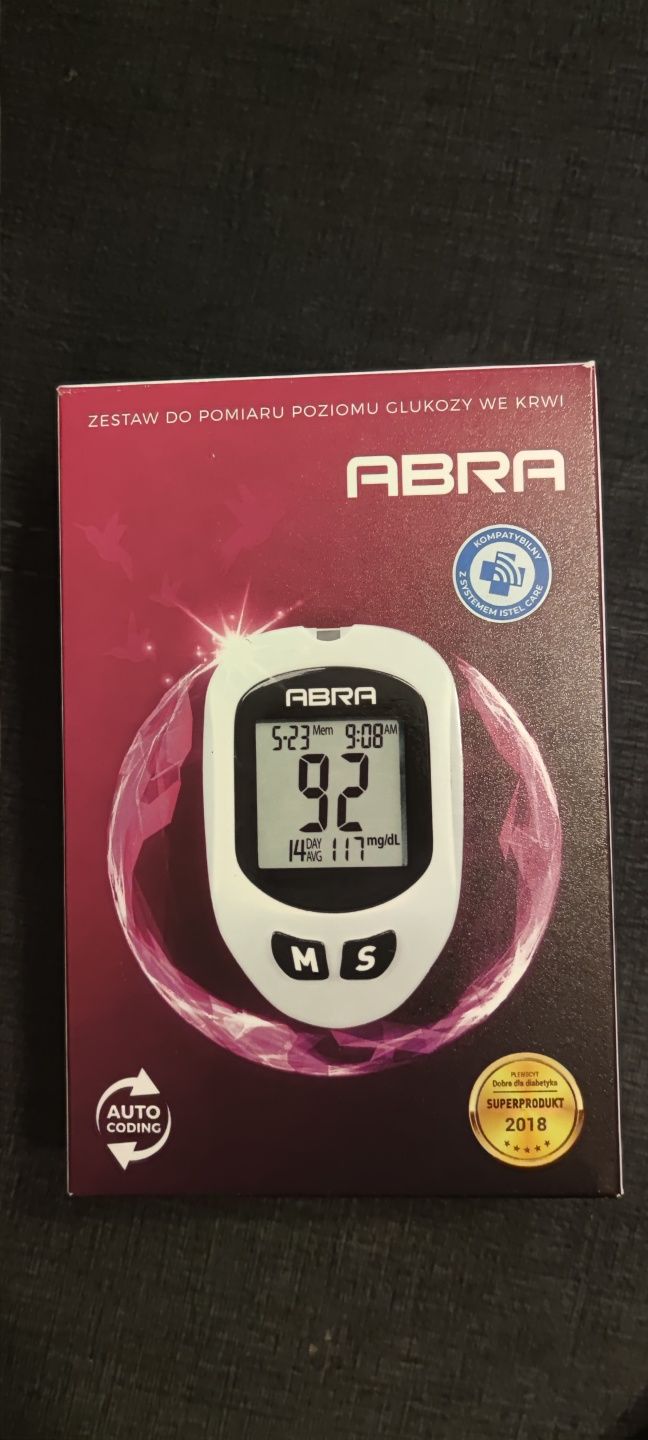 ZESTAW DO POMIARU POZIOMU GLUKOZY WE KRWI
ABRA
KOMPATYBILNY
Z SYSTEMEM ISTEL CARE
ABRA
5-23 Mem 9:08 AM
92
14 DAY AVG 117 mg/dL
M S
AUTO
CODING
PLEBISCYT
Dobre dla diabetyka
SUPERPRODUKT
2018